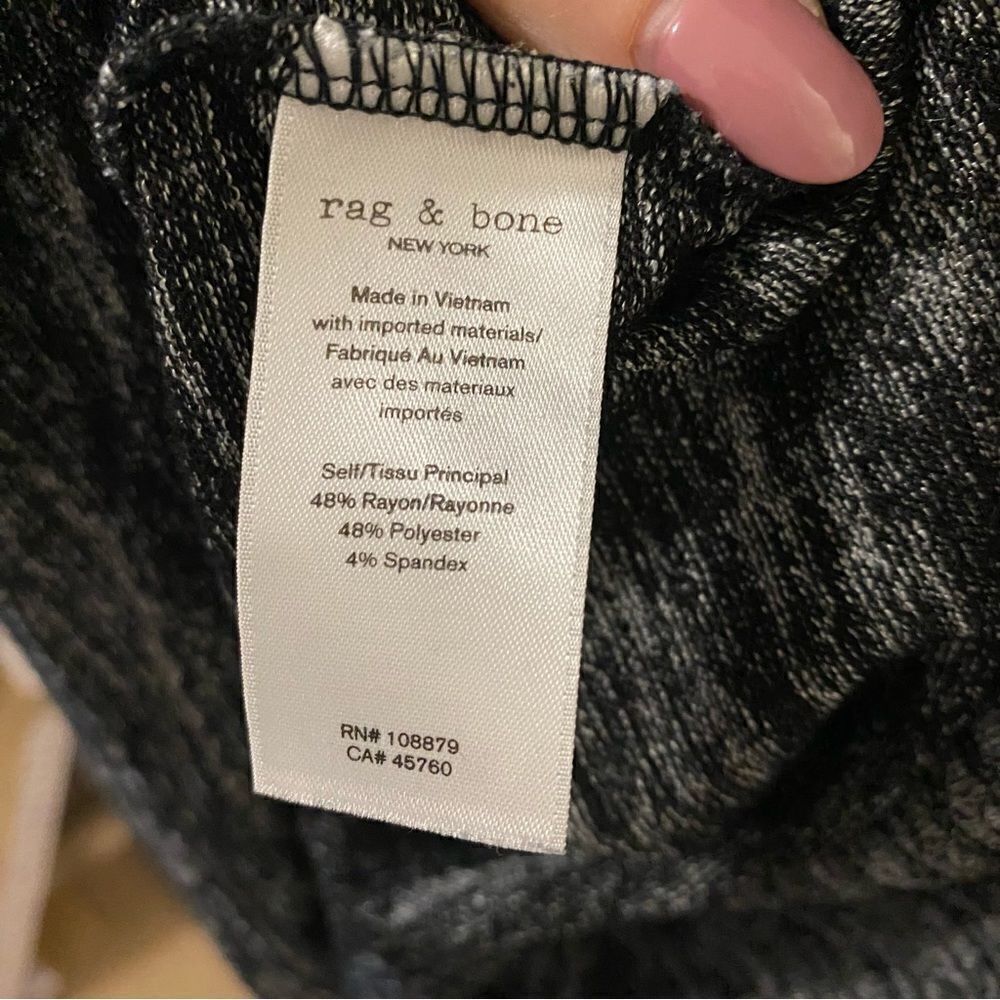 rag & bone
NEW YORK
Made in Vietnam
with imported materials/
Fabriqué Au Vietnam
avec des materiaux
importés
Self/Tissu Principal
48% Rayon/Rayonne
48% Polyester
4% Spandex
RN# 108879
CA# 45760